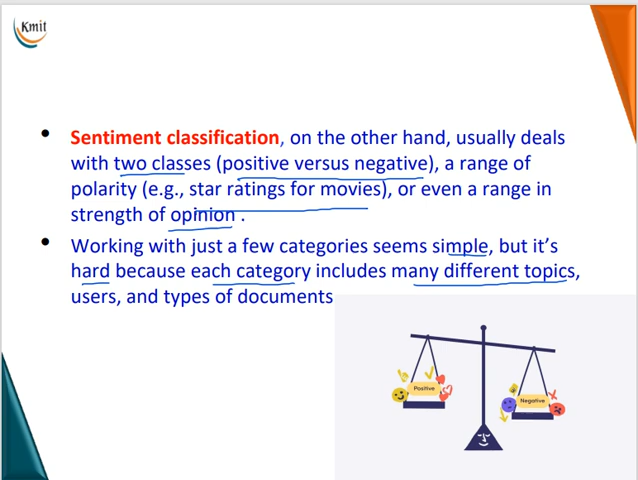 Kmit
• Sentiment classification, on the other hand, usually deals
with two classes (positive versus negative), a range of
polarity (e.g., star ratings for movies), or even a range in
strength of opinion .
• Working with just a few categories seems simple, but it's
hard because each category includes many different topics,
users, and types of documents
Positive
Negative